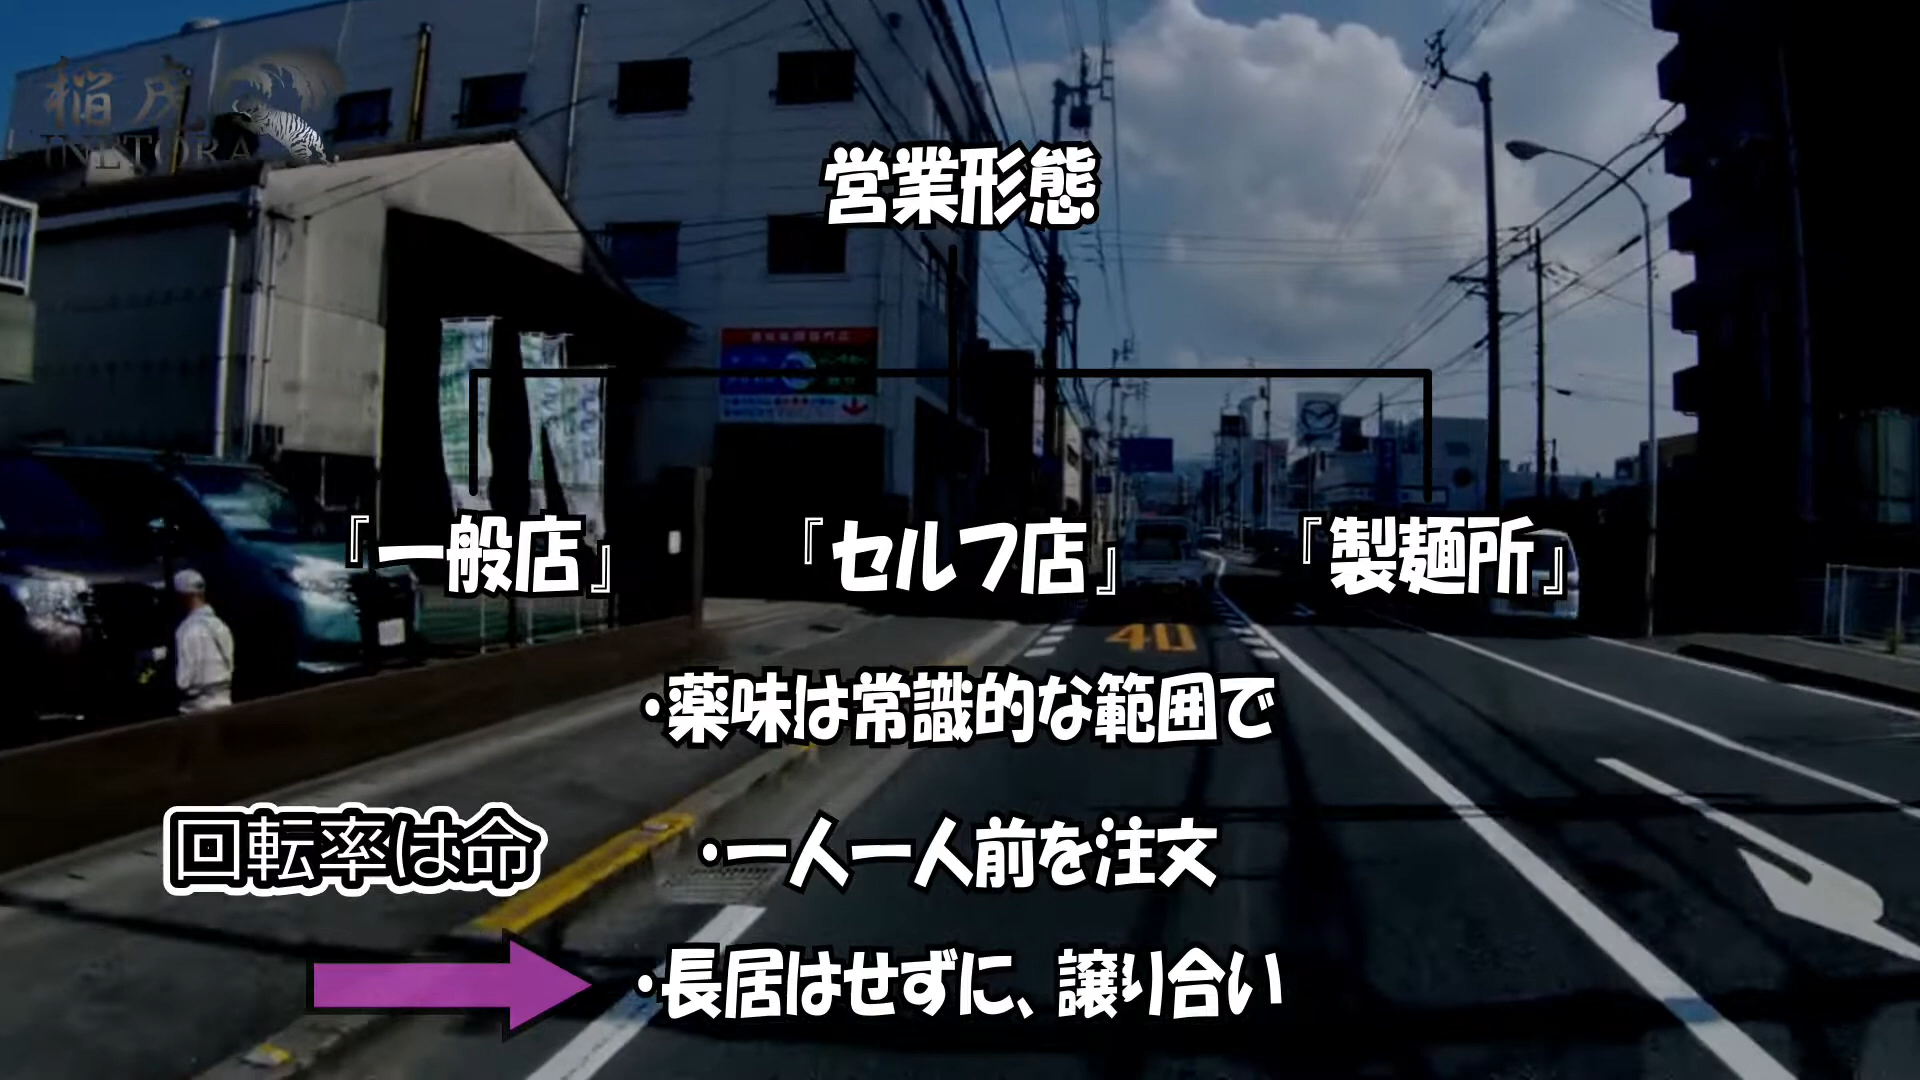 稲虎
INETORA
営業形態
『一般店』
『セルフ店』
『製麺所』
40
・薬味は常識的な範囲で
回転率は命
・一人一人前を注文
・長居はせずに、譲り合い